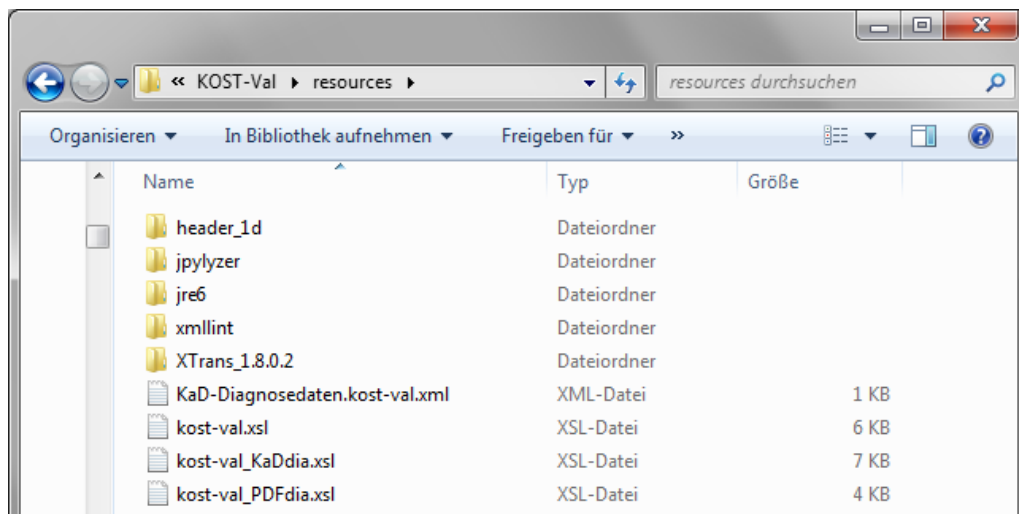 « KOST-Val resources resources durchsuchen
Organisieren In Bibliothek aufnehmen Freigeben für »
Name Typ Größe
header_1d Dateiordner
jpylyzer Dateiordner
jre6 Dateiordner
xmllint Dateiordner
XTrans_1.8.0.2 Dateiordner
KaD-Diagnosedaten.kost-val.xml XML-Datei 1 KB
kost-val.xsl XSL-Datei 6 KB
kost-val_KaDdia.xsl XSL-Datei 7 KB
kost-val_PDFdia.xsl XSL-Datei 4 KB